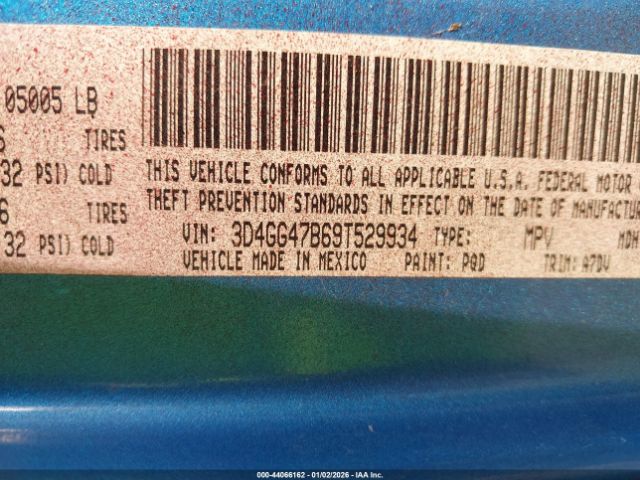 05005 LB
TIRES
32 PSI) COLD
THIS VEHICLE CONFORMS TO ALL APPLICABLE U.S.A. FEDERAL MOTOR
6 TIRES
THEFT PREVENTION STANDARDS IN EFFECT ON THE DATE OF MANUFACTU
32 PSI) COLD
VIN: 3D4GG47B69T529934 TYPE: MPV MDH
VEHICLE MADE IN MEXICO PAINT: PQD TRIM: A7DV
000-44066162 - 01/02/2026 - IAA Inc.